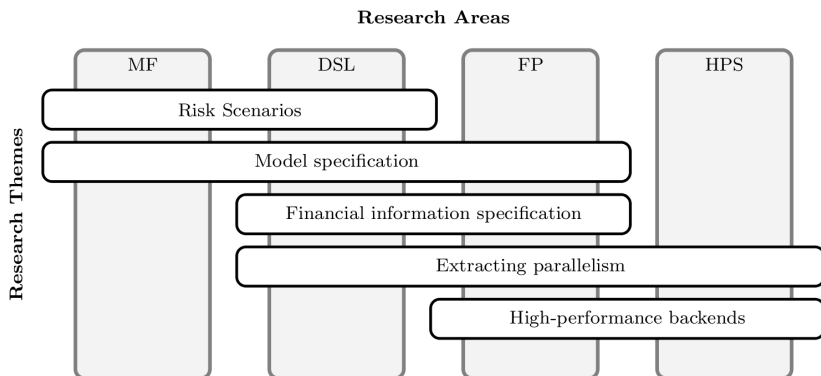 Research Areas
MF DSL FP HPS
Research Themes
Risk Scenarios
Model specification
Financial information specification
Extracting parallelism
High-performance backends